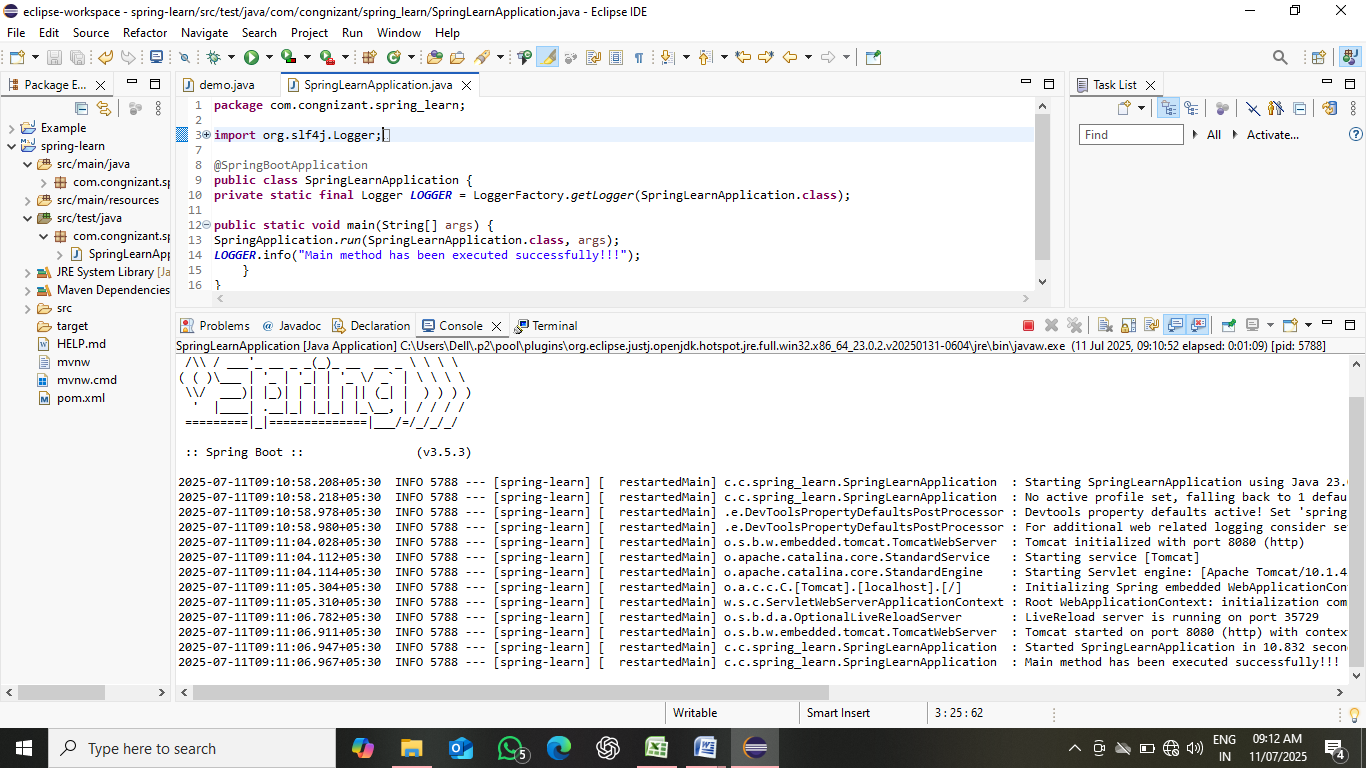 eclipse-workspace - spring-learn/src/test/java/com/congnizant/spring_learn/SpringLearnApplication.java - Eclipse IDE
File Edit Source Refactor Navigate Search Project Run Window Help
Package E...
Example
spring-learn
src/main/java
com.congnizant.sp
src/main/resources
src/test/java
com.congnizant.sp
SpringLearnApp
JRE System Library [Ja
Maven Dependencies
src
target
HELP.md
mvnw
mvnw.cmd
pom.xml
demo.java SpringLearnApplication.java
1 package com.congnizant.spring_learn;
2
3 import org.slf4j.Logger;
7
8 @SpringBootApplication
9 public class SpringLearnApplication {
10 private static final Logger LOGGER = LoggerFactory.getLogger(SpringLearnApplication.class);
11
12 public static void main(String[] args) {
13 SpringApplication.run(SpringLearnApplication.class, args);
14 LOGGER.info("Main method has been executed successfully!!!");
15 }
16 }
Task List
Find All Activate...
Problems @ Javadoc Declaration Console Terminal
SpringLearnApplication [Java Application] C:\Users\Dell\.p2\pool\plugins\org.eclipse.justj.openjdk.hotspot.jre.full.win32.x86_64_23.0.2.v20250131-0604\jre\bin\javaw.exe (11 Jul 2025, 09:10:52 elapsed: 0:01:09) [pid: 5788]
 /\\ / ___'_ __ _ _(_)_ __  __ _ \ \ \ \
( ( )\___ | '_ | '_| | '_ \/ _` | \ \ \ \
 \\/  ___)| |_)| | | | | || (_| |  ) ) ) )
  '  |____| .__|_| |_|_| |_\__, | / / / /
 =========|_|==============|___/=/_/_/_/
:: Spring Boot :: (v3.5.3)
2025-07-11T09:10:58.208+05:30 INFO 5788 --- [spring-learn] [ restartedMain] c.c.spring_learn.SpringLearnApplication : Starting SpringLearnApplication using Java 23.
2025-07-11T09:10:58.218+05:30 INFO 5788 --- [spring-learn] [ restartedMain] c.c.spring_learn.SpringLearnApplication : No active profile set, falling back to 1 defau
2025-07-11T09:10:58.978+05:30 INFO 5788 --- [spring-learn] [ restartedMain] .e.DevToolsPropertyDefaultsPostProcessor : Devtools property defaults active! Set 'spring
2025-07-11T09:10:58.980+05:30 INFO 5788 --- [spring-learn] [ restartedMain] .e.DevToolsPropertyDefaultsPostProcessor : For additional web related logging consider se
2025-07-11T09:11:04.028+05:30 INFO 5788 --- [spring-learn] [ restartedMain] o.s.b.w.embedded.tomcat.TomcatWebServer : Tomcat initialized with port 8080 (http)
2025-07-11T09:11:04.112+05:30 INFO 5788 --- [spring-learn] [ restartedMain] o.apache.catalina.core.StandardService : Starting service [Tomcat]
2025-07-11T09:11:04.114+05:30 INFO 5788 --- [spring-learn] [ restartedMain] o.apache.catalina.core.StandardEngine : Starting Servlet engine: [Apache Tomcat/10.1.4
2025-07-11T09:11:05.304+05:30 INFO 5788 --- [spring-learn] [ restartedMain] o.a.c.c.C.[Tomcat].[localhost].[/] : Initializing Spring embedded WebApplicationCon
2025-07-11T09:11:05.310+05:30 INFO 5788 --- [spring-learn] [ restartedMain] w.s.c.ServletWebServerApplicationContext : Root WebApplicationContext: initialization com
2025-07-11T09:11:06.782+05:30 INFO 5788 --- [spring-learn] [ restartedMain] o.s.b.d.a.OptionalLiveReloadServer : LiveReload server is running on port 35729
2025-07-11T09:11:06.911+05:30 INFO 5788 --- [spring-learn] [ restartedMain] o.s.b.w.embedded.tomcat.TomcatWebServer : Tomcat started on port 8080 (http) with contex
2025-07-11T09:11:06.947+05:30 INFO 5788 --- [spring-learn] [ restartedMain] c.c.spring_learn.SpringLearnApplication : Started SpringLearnApplication in 10.832 secon
2025-07-11T09:11:06.967+05:30 INFO 5788 --- [spring-learn] [ restartedMain] c.c.spring_learn.SpringLearnApplication : Main method has been executed successfully!!!
Writable Smart Insert 3 : 25 : 62
Type here to search
5
ENG
IN
09:12 AM
11/07/2025
4